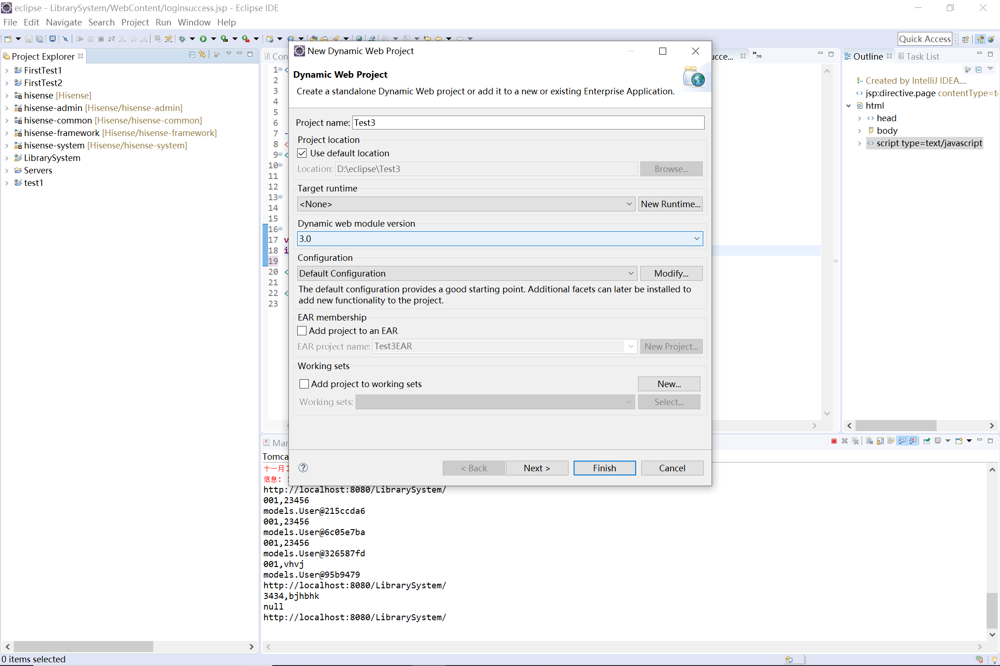 eclipse - LibrarySystem/WebContent/loginsuccess.jsp - Eclipse IDE
File Edit Navigate Search Project Run Window Help
Quick Access
Project Explorer
FirstTest1
FirstTest2
hisense [Hisense]
hisense-admin [Hisense/hisense-admin]
hisense-common [Hisense/hisense-common]
hisense-framework [Hisense/hisense-framework]
hisense-system [Hisense/hisense-system]
LibrarySystem
Servers
test1
Con
1 <
2
3
4
5
6
7 -
8 <
9 <
10
11
12
13
14
15
16
17 v
18 i
19
20 <
21
22 <
23
ucce...
»29
New Dynamic Web Project
Dynamic Web Project
Create a standalone Dynamic Web project or add it to a new or existing Enterprise Application.
Project name: Test3
Project location
Use default location
Location: D:\eclipse\Test3 Browse...
Target runtime
<None> New Runtime...
Dynamic web module version
3.0
Configuration
Default Configuration Modify...
The default configuration provides a good starting point. Additional facets can later be installed to
add new functionality to the project.
EAR membership
Add project to an EAR
EAR project name: Test3EAR New Project...
Working sets
Add project to working sets New...
Working sets: Select...
< Back Next > Finish Cancel
Outline Task List
Created by IntelliJ IDEA....
jsp:directive.page contentType=t
html
head
body
script type=text/javascript
Mar
Tomca
十一月 1
信息:
http://localhost:8080/LibrarySystem/
001,23456
models.User@215ccda6
001,23456
models.User@6c05e7ba
001,23456
models.User@326587fd
001,vhvj
models.User@95b9479
http://localhost:8080/LibrarySystem/
3434,bjhbhk
null
http://localhost:8080/LibrarySystem/
0 items selected